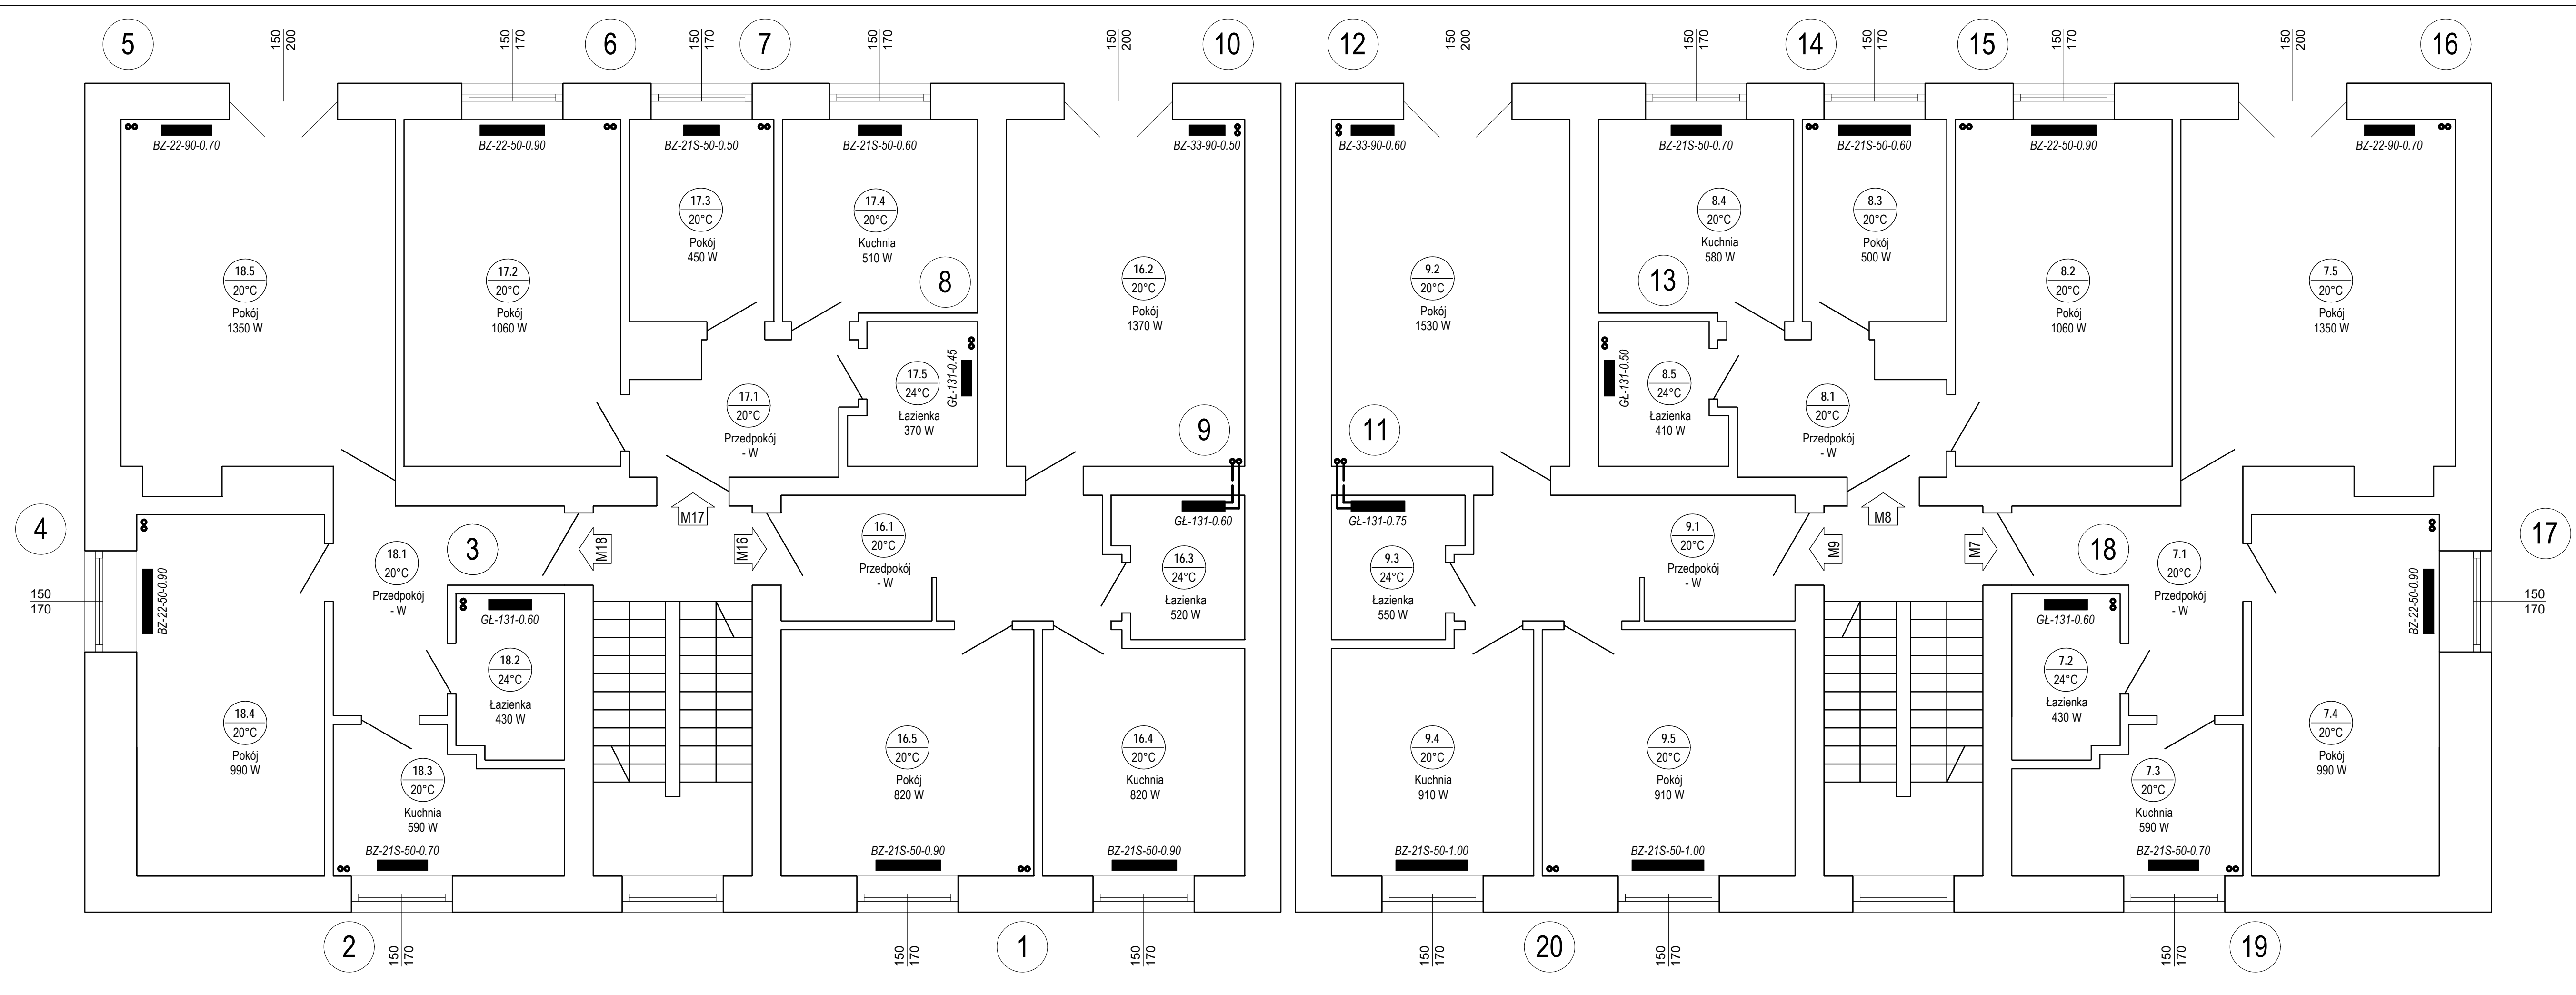 5
150
200
150
170
6
150
170
7
150
170
150
200
10
12
150
200
150
170
14
150
170
15
150
170
150
200
16
BZ-22-90-0.70
BZ-22-50-0.90
BZ-21S-50-0.50
BZ-21S-50-0.60
BZ-33-90-0.50
BZ-33-90-0.60
BZ-21S-50-0.70
BZ-21S-50-0.60
BZ-22-50-0.90
BZ-22-90-0.70
17.3
20°C
Pokój
450 W
17.4
20°C
Kuchnia
510 W
8.4
20°C
Kuchnia
580 W
8.3
20°C
Pokój
500 W
18.5
20°C
Pokój
1350 W
17.2
20°C
Pokój
1060 W
8
16.2
20°C
Pokój
1370 W
9.2
20°C
Pokój
1530 W
13
8.2
20°C
Pokój
1060 W
7.5
20°C
Pokój
1350 W
17.5
24°C
Łazienka
370 W
GŁ-131-0.45
GŁ-131-0.50
8.5
24°C
Łazienka
410 W
17.1
20°C
Przedpokój
- W
8.1
20°C
Przedpokój
- W
9
11
4
M17
M8
17
GŁ-131-0.60
GŁ-131-0.75
3
M18
M16
16.1
20°C
Przedpokój
- W
9.1
20°C
Przedpokój
- W
M9
M7
18
18.1
20°C
Przedpokój
- W
16.3
24°C
Łazienka
520 W
9.3
24°C
Łazienka
550 W
7.1
20°C
Przedpokój
- W
150
170
BZ-22-50-0.90
GŁ-131-0.60
GŁ-131-0.60
BZ-22-50-0.90
150
170
18.2
24°C
Łazienka
430 W
7.2
24°C
Łazienka
430 W
18.4
20°C
Pokój
990 W
18.3
20°C
Kuchnia
590 W
16.5
20°C
Pokój
820 W
16.4
20°C
Kuchnia
820 W
9.4
20°C
Kuchnia
910 W
9.5
20°C
Pokój
910 W
7.3
20°C
Kuchnia
590 W
7.4
20°C
Pokój
990 W
BZ-21S-50-0.70
BZ-21S-50-0.90
BZ-21S-50-0.90
BZ-21S-50-1.00
BZ-21S-50-1.00
BZ-21S-50-0.70
2
150
170
150
170
1
150
170
150
170
20
150
170
150
170
19